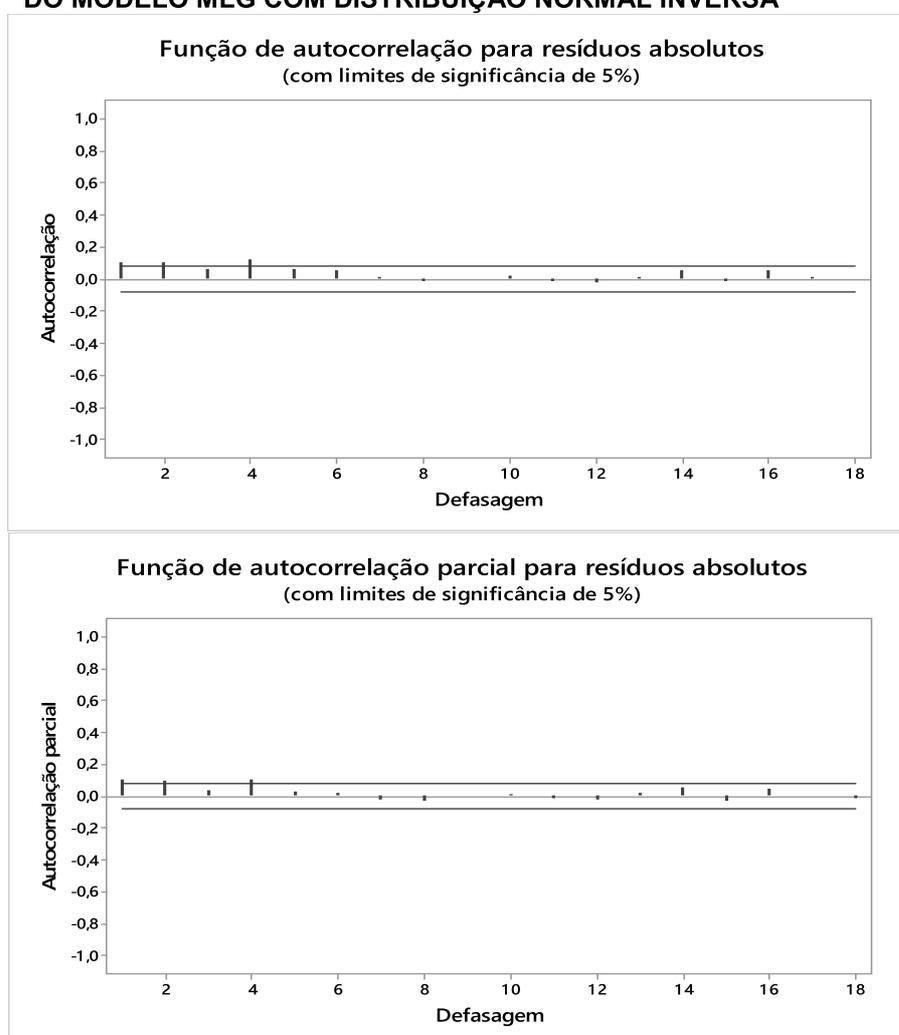 DO MODELO MLG COM DISTRIBUIÇÃO NORMAL INVERSA
Função de autocorrelação para resíduos absolutos
(com limites de significância de 5%)
1,0
0,8
0,6
0,4
0,2
0,0
-0,2
-0,4
-0,6
-0,8
-1,0
Autocorrelação
2 4 6 8 10 12 14 16 18
Defasagem
Função de autocorrelação parcial para resíduos absolutos
(com limites de significância de 5%)
1,0
0,8
0,6
0,4
0,2
0,0
-0,2
-0,4
-0,6
-0,8
-1,0
Autocorrelação parcial
2 4 6 8 10 12 14 16 18
Defasagem